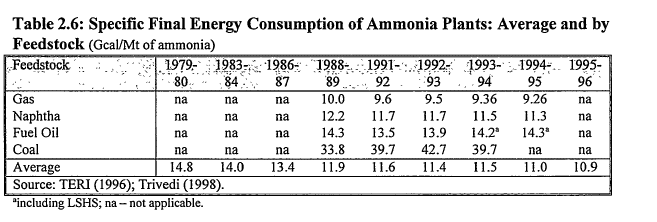 Table 2.6: Specific Final Energy Consumption of Ammonia Plants: Average and by
Feedstock (Gcal/Mt of ammonia)
Feedstock 1979- 1983- 1986- 1988- 1991- 1992- 1993- 1994- 1995-
80 84 87 89 92 93 94 95 96
Gas na na na 10.0 9.6 9.5 9.36 9.26 na
Naphtha na na na 12.2 11.7 11.7 11.5 11.3 na
Fuel Oil na na na 14.3 13.5 13.9 14.2ª 14.3ª na
Coal na na na 33.8 39.7 42.7 39.7 na na
Average 14.8 14.0 13.4 11.9 11.6 11.4 11.5 11.0 10.9
Source: TERI (1996); Trivedi (1998).
ªincluding LSHS; na – not applicable.